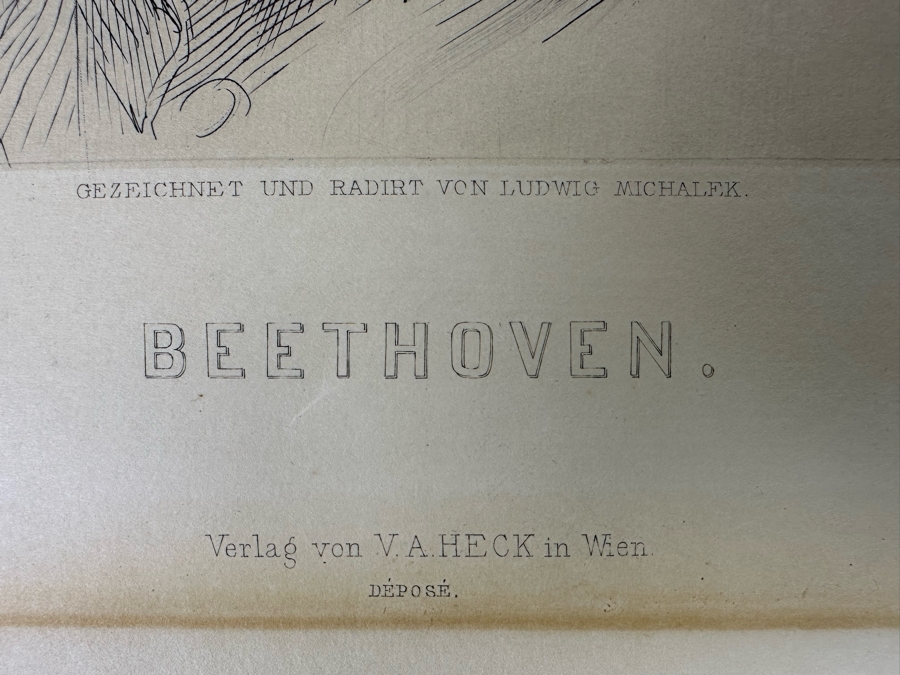 GEZEICHNET UND RADIRT VON LUDWIG MICHALEK.
BEETHOVEN.
Verlag von V. A. HECK in Wien.
DÉPOSÉ.